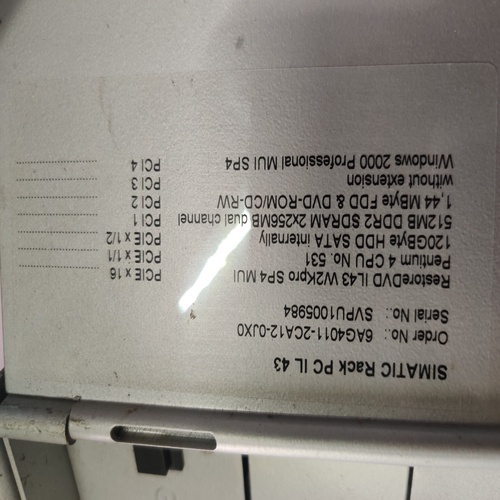 SIMATIC Rack PC IL 43
Order No.: 6AG4011-2CA12-0JX0
Serial No.: SVPU1005984
RestoreDVD IL43 W2Kpro SP4 MUI
Pentium 4 CPU No. 531
120GByte HDD SATA internally
512MB DDR2 SDRAM 2x256MB dual channel
1,44 MByte FDD & DVD-ROM/CD-RW
without extension
Windows 2000 Professional MUI SP4
PCIE x 16
PCIE x 1/1
PCIE x 1/2
PCI 1
PCI 2
PCI 3
PCI 4